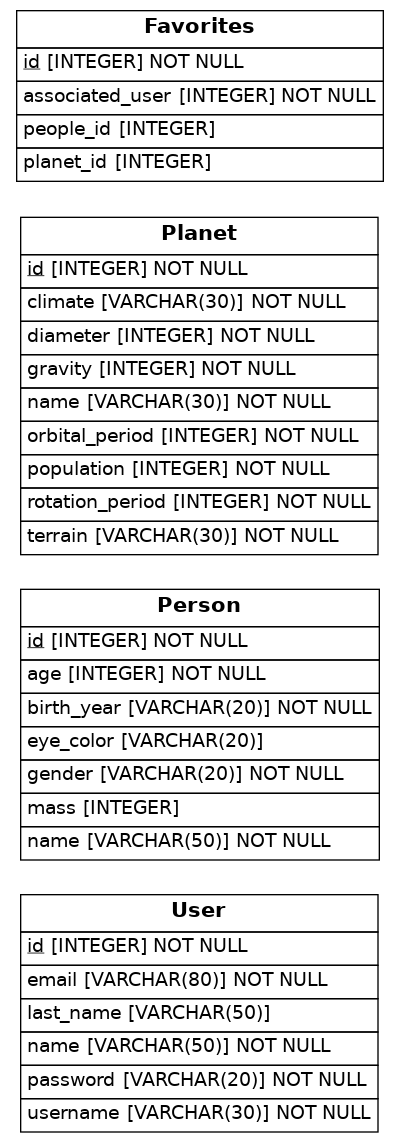 Favorites
id [INTEGER] NOT NULL
associated_user [INTEGER] NOT NULL
people_id [INTEGER]
planet_id [INTEGER]
Planet
id [INTEGER] NOT NULL
climate [VARCHAR(30)] NOT NULL
diameter [INTEGER] NOT NULL
gravity [INTEGER] NOT NULL
name [VARCHAR(30)] NOT NULL
orbital_period [INTEGER] NOT NULL
population [INTEGER] NOT NULL
rotation_period [INTEGER] NOT NULL
terrain [VARCHAR(30)] NOT NULL
Person
id [INTEGER] NOT NULL
age [INTEGER] NOT NULL
birth_year [VARCHAR(20)] NOT NULL
eye_color [VARCHAR(20)]
gender [VARCHAR(20)] NOT NULL
mass [INTEGER]
name [VARCHAR(50)] NOT NULL
User
id [INTEGER] NOT NULL
email [VARCHAR(80)] NOT NULL
last_name [VARCHAR(50)]
name [VARCHAR(50)] NOT NULL
password [VARCHAR(20)] NOT NULL
username [VARCHAR(30)] NOT NULL